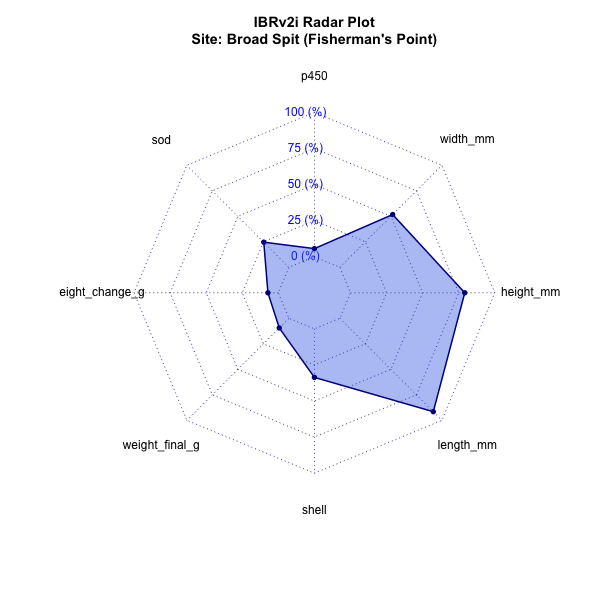 IBRv2i Radar Plot
Site: Broad Spit (Fisherman's Point)
p450
100 (%)
sod
width_mm
75 (%)
50 (%)
25 (%)
0 (%)
eight_change_g
height_mm
weight_final_g
length_mm
shell